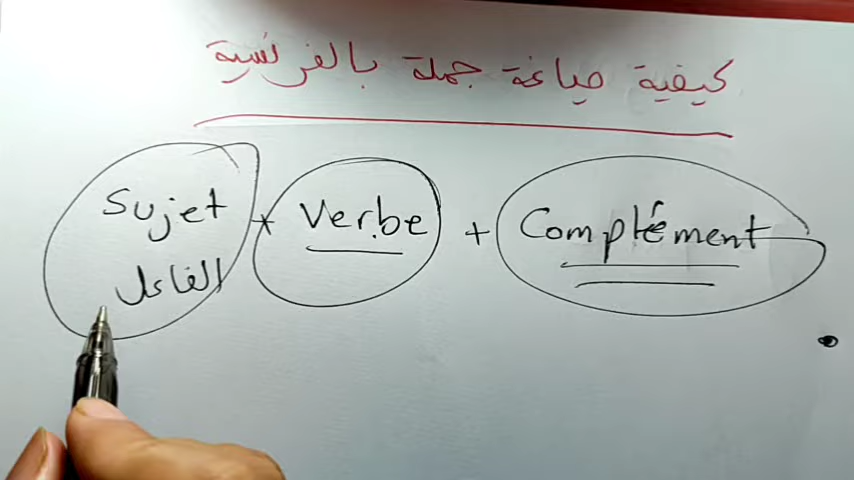 كيفية صياغة جملة بالفرنسية
Sujet + Verbe + Complément
الفاعل